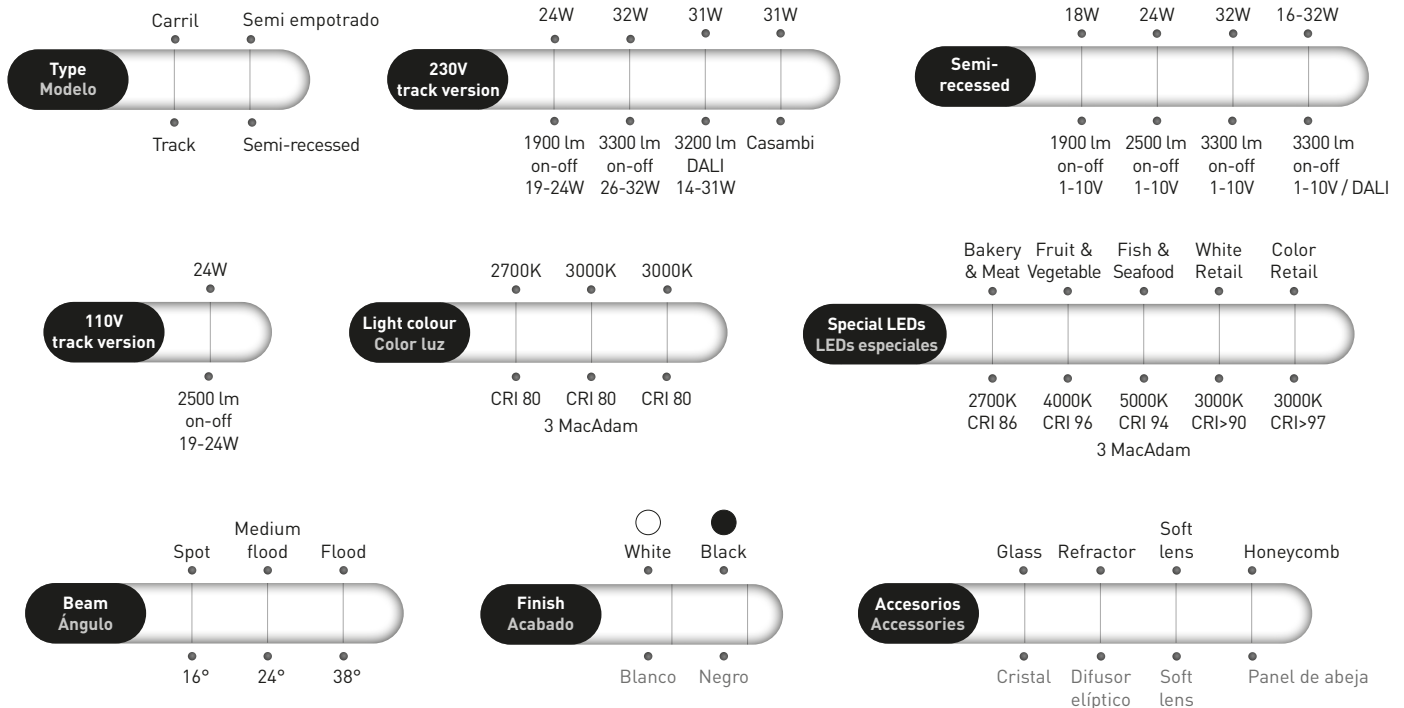 Carril Semi empotrado
Type
Modelo
Track Semi-recessed
24W 32W 31W 31W
230V
track version
1900 lm 3300 lm 3200 lm Casambi
on-off on-off DALI
19-24W 26-32W 14-31W
18W 24W 32W 16-32W
Semi-
recessed
1900 lm 2500 lm 3300 lm 3300 lm
on-off on-off on-off on-off
1-10V 1-10V 1-10V 1-10V / DALI
24W
110V
track version
2500 lm
on-off
19-24W
2700K 3000K 3000K
Light colour
Color luz
CRI 80 CRI 80 CRI 80
3 MacAdam
Bakery Fruit & Fish & White Color
& Meat Vegetable Seafood Retail Retail
Special LEDs
LEDs especiales
2700K 4000K 5000K 3000K 3000K
CRI 86 CRI 96 CRI 94 CRI>90 CRI>97
3 MacAdam
Medium
Spot flood Flood
Beam
Ángulo
16° 24° 38°
White Black
Finish
Acabado
Blanco Negro
Soft
Glass Refractor lens Honeycomb
Accesorios
Accessories
Cristal Difusor Soft Panel de abeja
elíptico lens